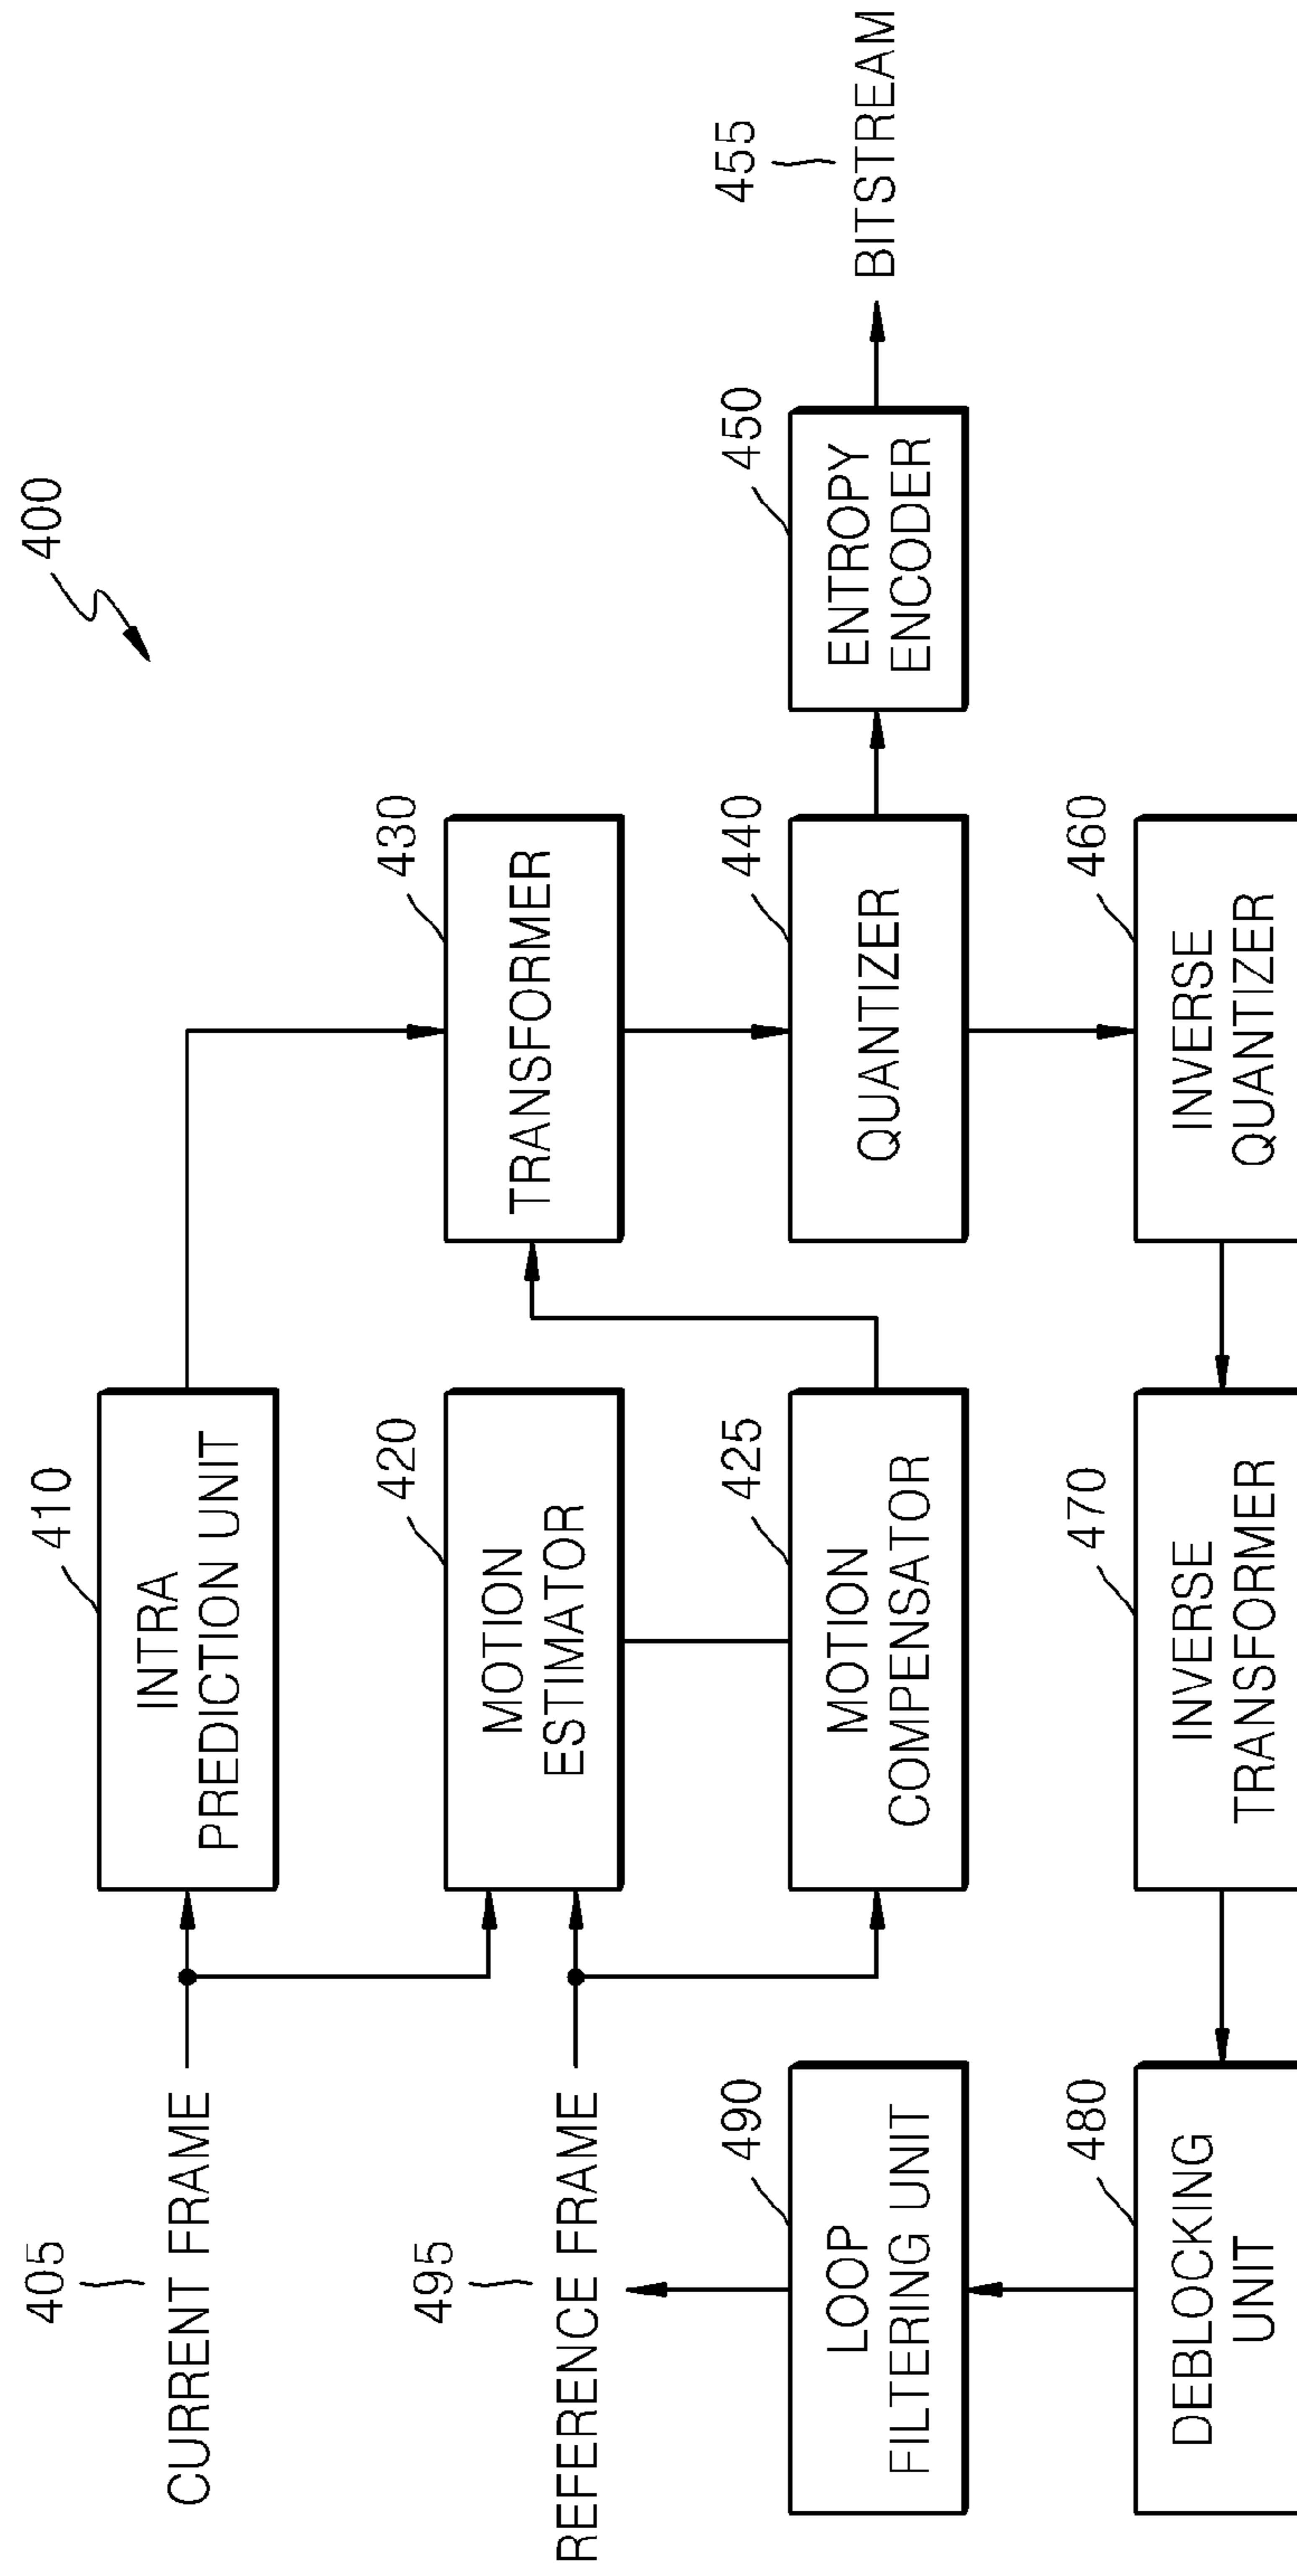 400
405
CURRENT FRAME
410
INTRA
PREDICTION UNIT
495
REFERENCE FRAME
420
MOTION
ESTIMATOR
430
TRANSFORMER
490
LOOP
FILTERING UNIT
425
MOTION
COMPENSATOR
440
QUANTIZER
450
ENTROPY
ENCODER
455
BITSTREAM
480
DEBLOCKING
UNIT
470
INVERSE
TRANSFORMER
460
INVERSE
QUANTIZER